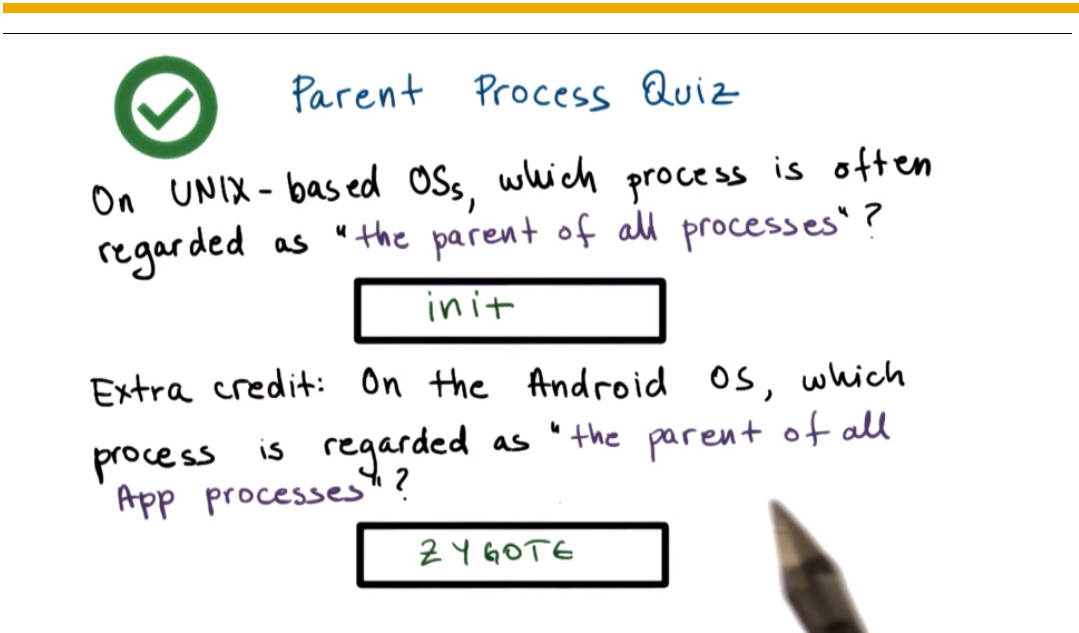 Parent Process Quiz
On UNIX-based OSs, which process is often
regarded as "the parent of all processes"?
init
Extra credit: On the Android OS, which
process is regarded as "the parent of all
App processes"?
ZYGOTE